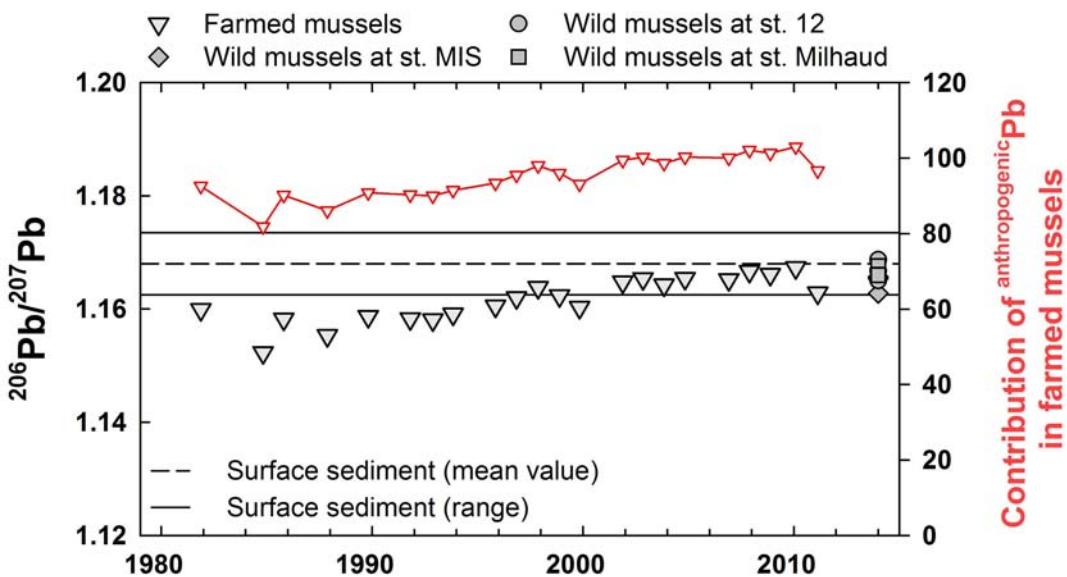 Farmed mussels
Wild mussels at st. 12
Wild mussels at st. MIS
Wild mussels at st. Milhaud
1.20
1.18
1.16
1.14
1.12
206Pb/207Pb
120
100
80
60
40
20
0
Contribution of anthropogenicPb
in farmed mussels
Surface sediment (mean value)
Surface sediment (range)
1980
1990
2000
2010